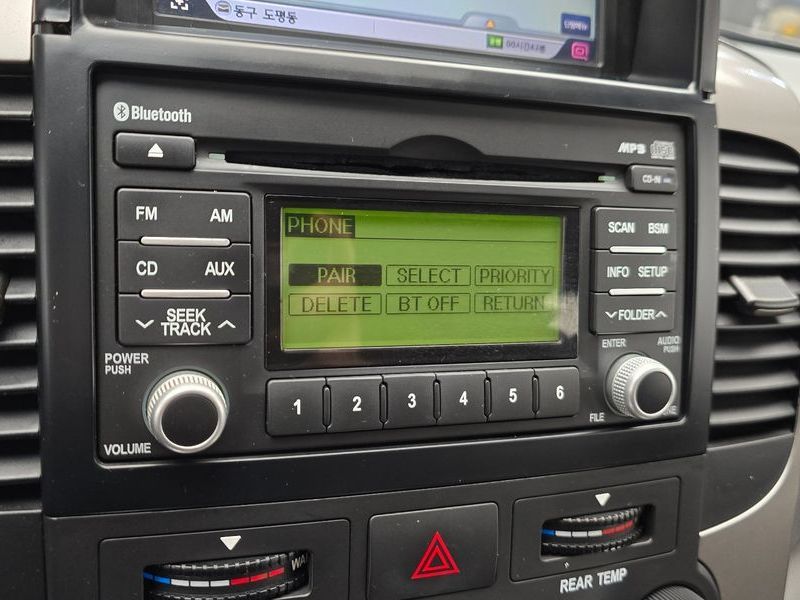 동구 도평동
Bluetooth
MP3
CD-IN
FM AM
CD AUX
SEEK
TRACK
PHONE
PAIR SELECT PRIORITY
DELETE BT OFF RETURN
SCAN BSM
INFO SETUP
FOLDER
POWER
PUSH
VOLUME
1 2 3 4 5 6
ENTER
AUDIO
PUSH
FILE
REAR TEMP